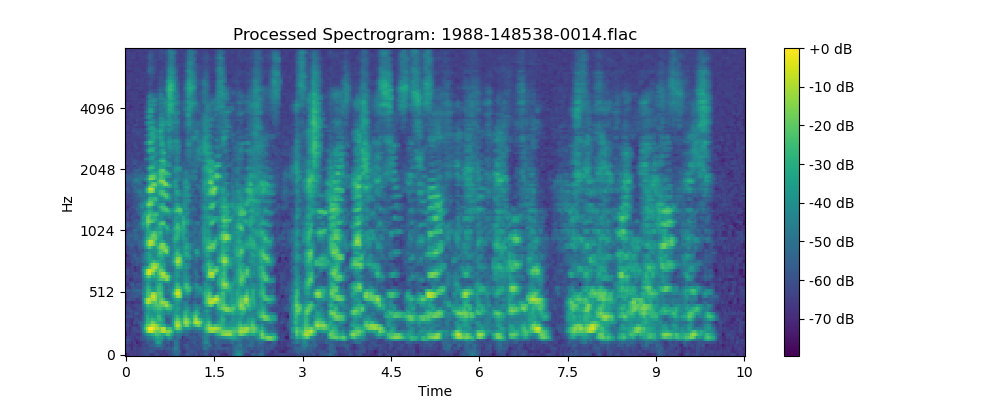 Processed Spectrogram: 1988-148538-0014.flac
Hz
4096
2048
1024
512
0
0 1.5 3 4.5 6 7.5 9 10
Time
+0 dB
-10 dB
-20 dB
-30 dB
-40 dB
-50 dB
-60 dB
-70 dB